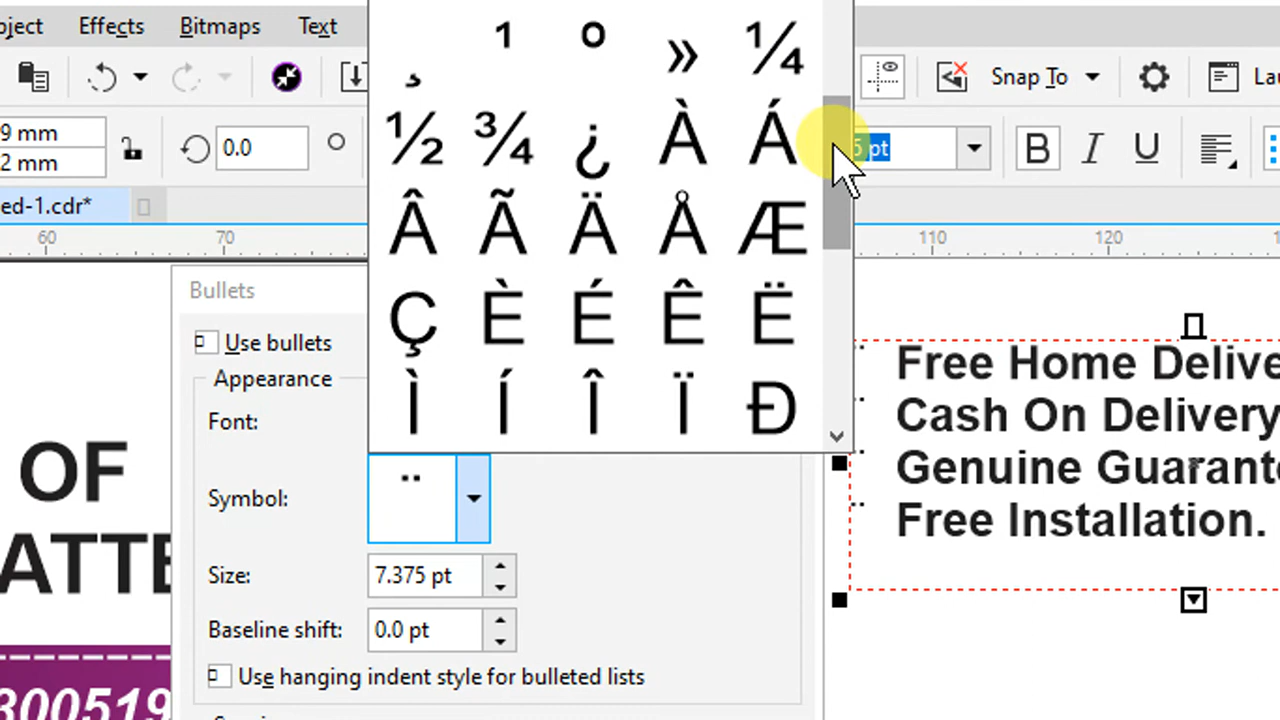 ject Effects Bitmaps Text
Snap To Lau
9 mm
2 mm
0.0
5 pt
B I U
ed-1.cdr*
60 70 110 120
¸ ¹ º » ¼
½ ¾ ¿ À Á
Â Ã Ä Å Æ
Ç È É Ê Ë
Ì Í Î Ï Ð
Bullets
Use bullets
Appearance
Font:
Symbol:
¨
Size:
7.375 pt
Baseline shift:
0.0 pt
Use hanging indent style for bulleted lists
OF
ATTE
300519
Free Home Delive
Cash On Delivery
Genuine Guarante
Free Installation.